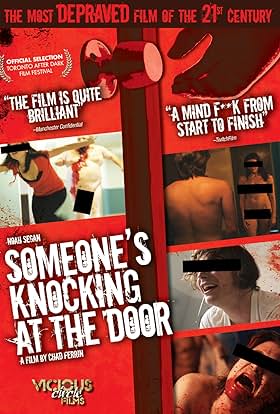 THE MOST DEPRAVED FILM OF THE 21ST CENTURY
OFFICIAL SELECTION
TORONTO AFTER DARK
FILM FESTIVAL
"THE FILM IS QUITE
BRILLIANT"
-Manchester Confidential
"A MIND F**K FROM
START TO FINISH"
-TwitchFilm
NOAH SEGAN
SOMEONE'S
KNOCKING
AT THE DOOR
A FILM BY CHAD FERRIN
VICIOUS
circle
FILMS